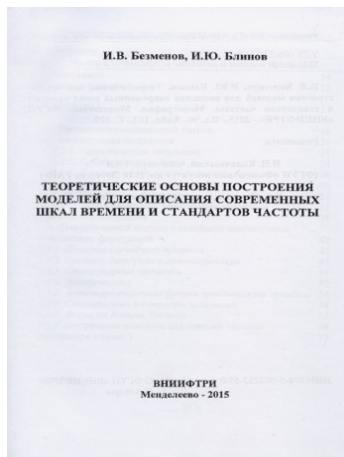 И.В. Безменов, И.Ю. Блинов
ТЕОРЕТИЧЕСКИЕ ОСНОВЫ ПОСТРОЕНИЯ
МОДЕЛЕЙ ДЛЯ ОПИСАНИЯ СОВРЕМЕННЫХ
ШКАЛ ВРЕМЕНИ И СТАНДАРТОВ ЧАСТОТЫ
ВНИИФТРИ
Менделеево - 2015